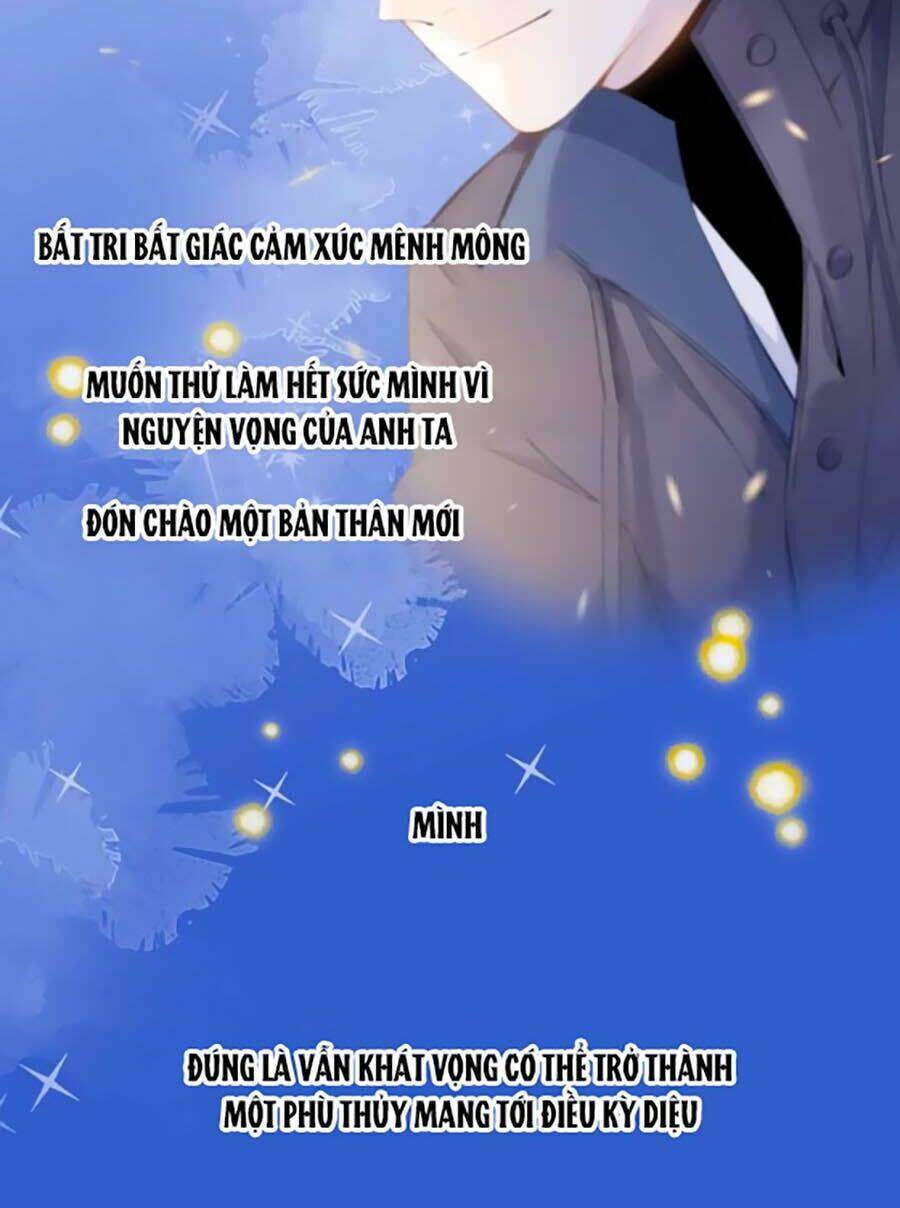 BẤT TRI BẤT GIÁC CẢM XÚC MÊNH MÔNG
MUỐN THỬ LÀM HẾT SỨC MÌNH VÌ
NGUYỆN VỌNG CỦA ANH TA
ĐÓN CHÀO MỘT BẢN THÂN MỚI
MÌNH
ĐÚNG LÀ VẪN KHÁT VỌNG CÓ THỂ TRỞ THÀNH
MỘT PHÙ THỦY MANG TỚI ĐIỀU KỲ DIỆU